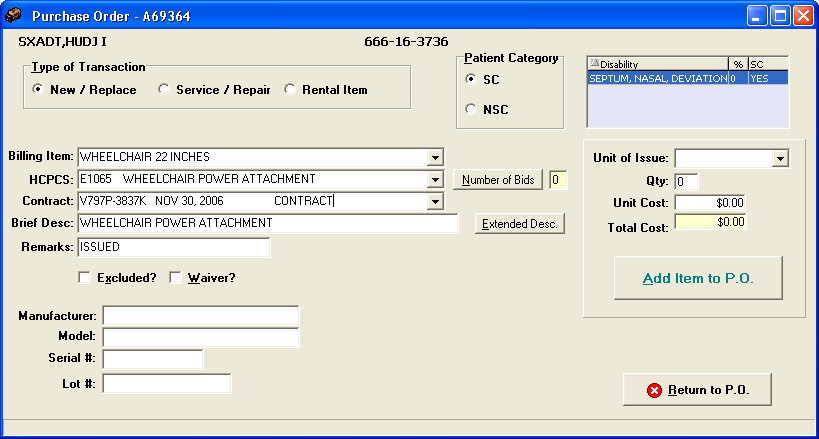 Purchase Order - A69364
SXADT,HUDJ I 666-16-3736
Type of Transaction
New / Replace Service / Repair Rental Item
Patient Category
SC
NSC
Disability % SC
SEPTUM, NASAL, DEVIATION 0 YES
Billing Item: WHEELCHAIR 22 INCHES
HCPCS: E1065 WHEELCHAIR POWER ATTACHMENT
Number of Bids 0
Contract: V797P-3837K NOV 30, 2006 CONTRACT
Brief Desc: WHEELCHAIR POWER ATTACHMENT
Extended Desc.
Remarks: ISSUED
Excluded? Waiver?
Unit of Issue:
Qty: 0
Unit Cost: $0.00
Total Cost: $0.00
Add Item to P.O.
Manufacturer:
Model:
Serial #:
Lot #:
Return to P.O.